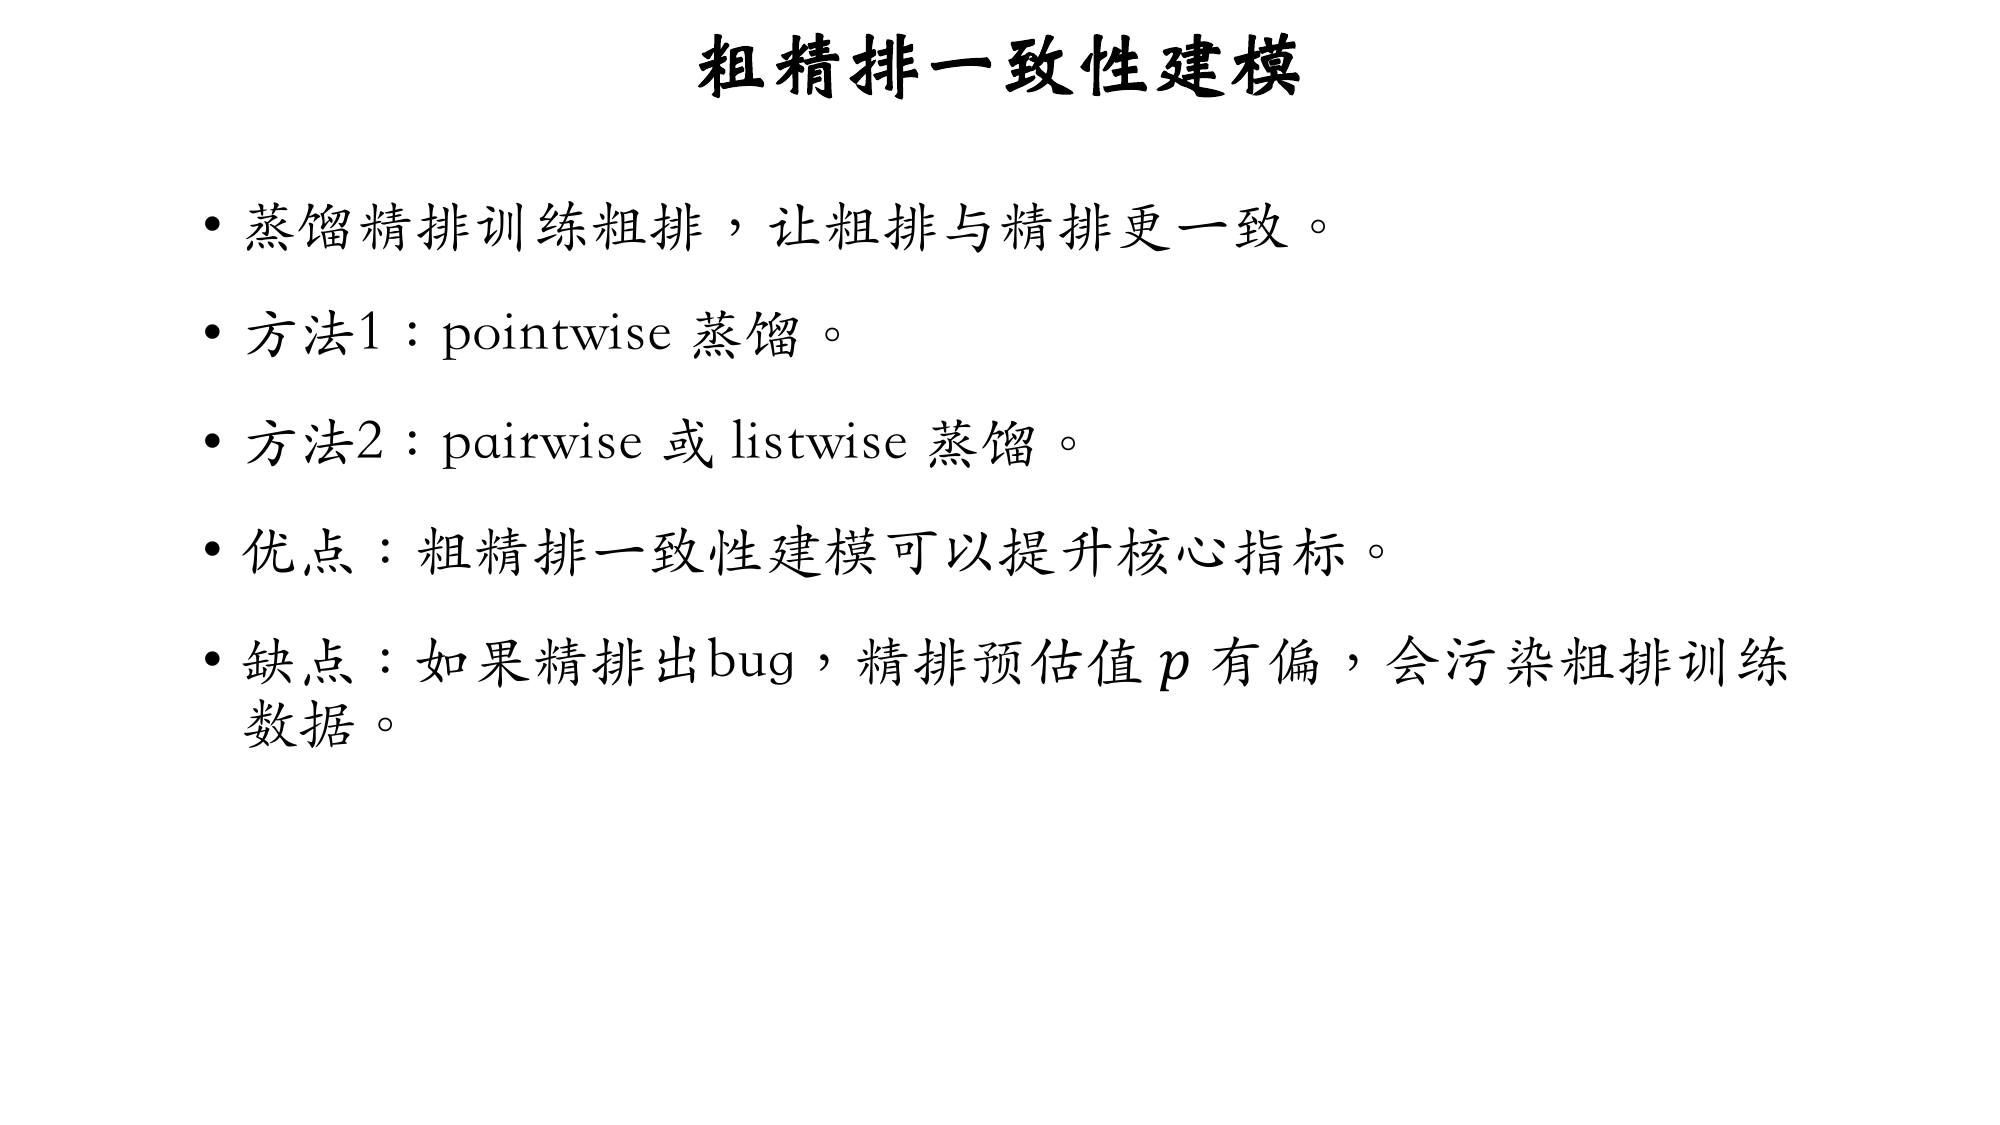 粗精排一致性建模
• 蒸馏精排训练粗排，让粗排与精排更一致。
• 方法1：pointwise 蒸馏。
• 方法2：pairwise 或 listwise 蒸馏。
• 优点：粗精排一致性建模可以提升核心指标。
• 缺点：如果精排出bug，精排预估值 p 有偏，会污染粗排训练
数据。